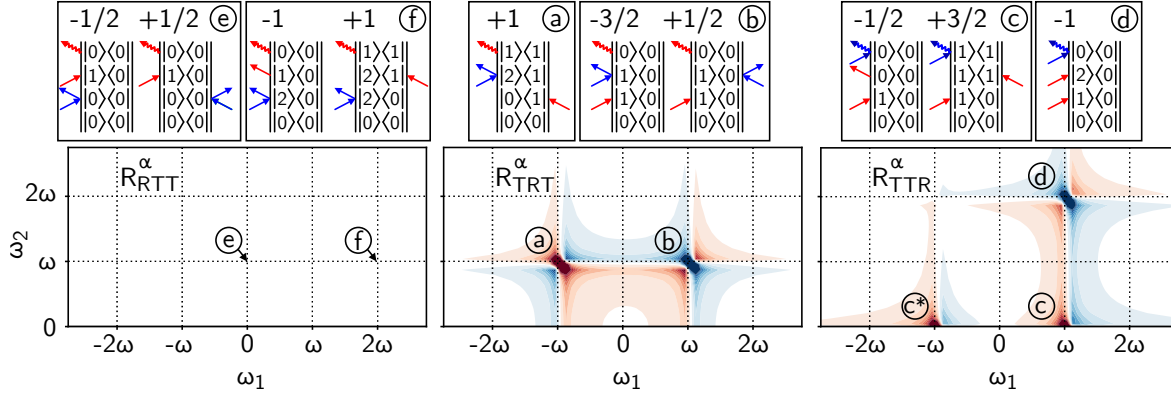 -1/2 +1/2 e
0⟩⟨0 0⟩⟨0
1⟩⟨0 1⟩⟨0
0⟩⟨0 0⟩⟨0
0⟩⟨0 0⟩⟨0
-1 +1 f
0⟩⟨0 1⟩⟨1
1⟩⟨0 2⟩⟨1
2⟩⟨0 2⟩⟨0
0⟩⟨0 0⟩⟨0
+1 a
1⟩⟨1
2⟩⟨1
0⟩⟨1
0⟩⟨0
-3/2 +1/2 b
0⟩⟨0 0⟩⟨0
1⟩⟨0 1⟩⟨0
1⟩⟨0 1⟩⟨0
0⟩⟨0 0⟩⟨0
-1/2 +3/2 c
0⟩⟨0 1⟩⟨1
0⟩⟨0 1⟩⟨1
1⟩⟨0 1⟩⟨0
0⟩⟨0 0⟩⟨0
-1 d
0⟩⟨0
2⟩⟨0
1⟩⟨0
0⟩⟨0
R^α_RTT
e f
ω₂
2ω
ω
0
-2ω -ω 0 ω 2ω
ω₁
R^α_TRT
a b
-2ω -ω 0 ω 2ω
ω₁
R^α_TTR
d
c* c
-2ω -ω 0 ω 2ω
ω₁